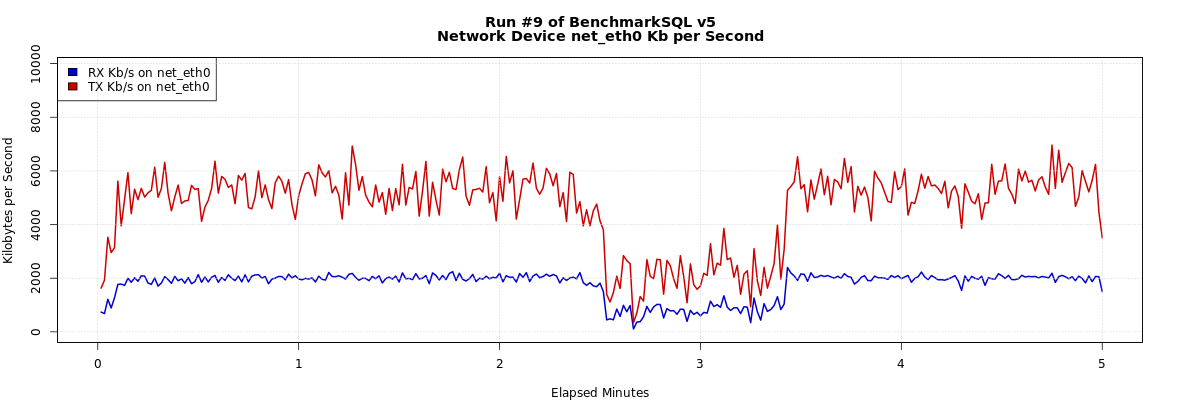 Run #9 of BenchmarkSQL v5
Network Device net_eth0 Kb per Second
Kilobytes per Second
10000
8000
6000
4000
2000
0
RX Kb/s on net_eth0
TX Kb/s on net_eth0
0 1 2 3 4 5
Elapsed Minutes